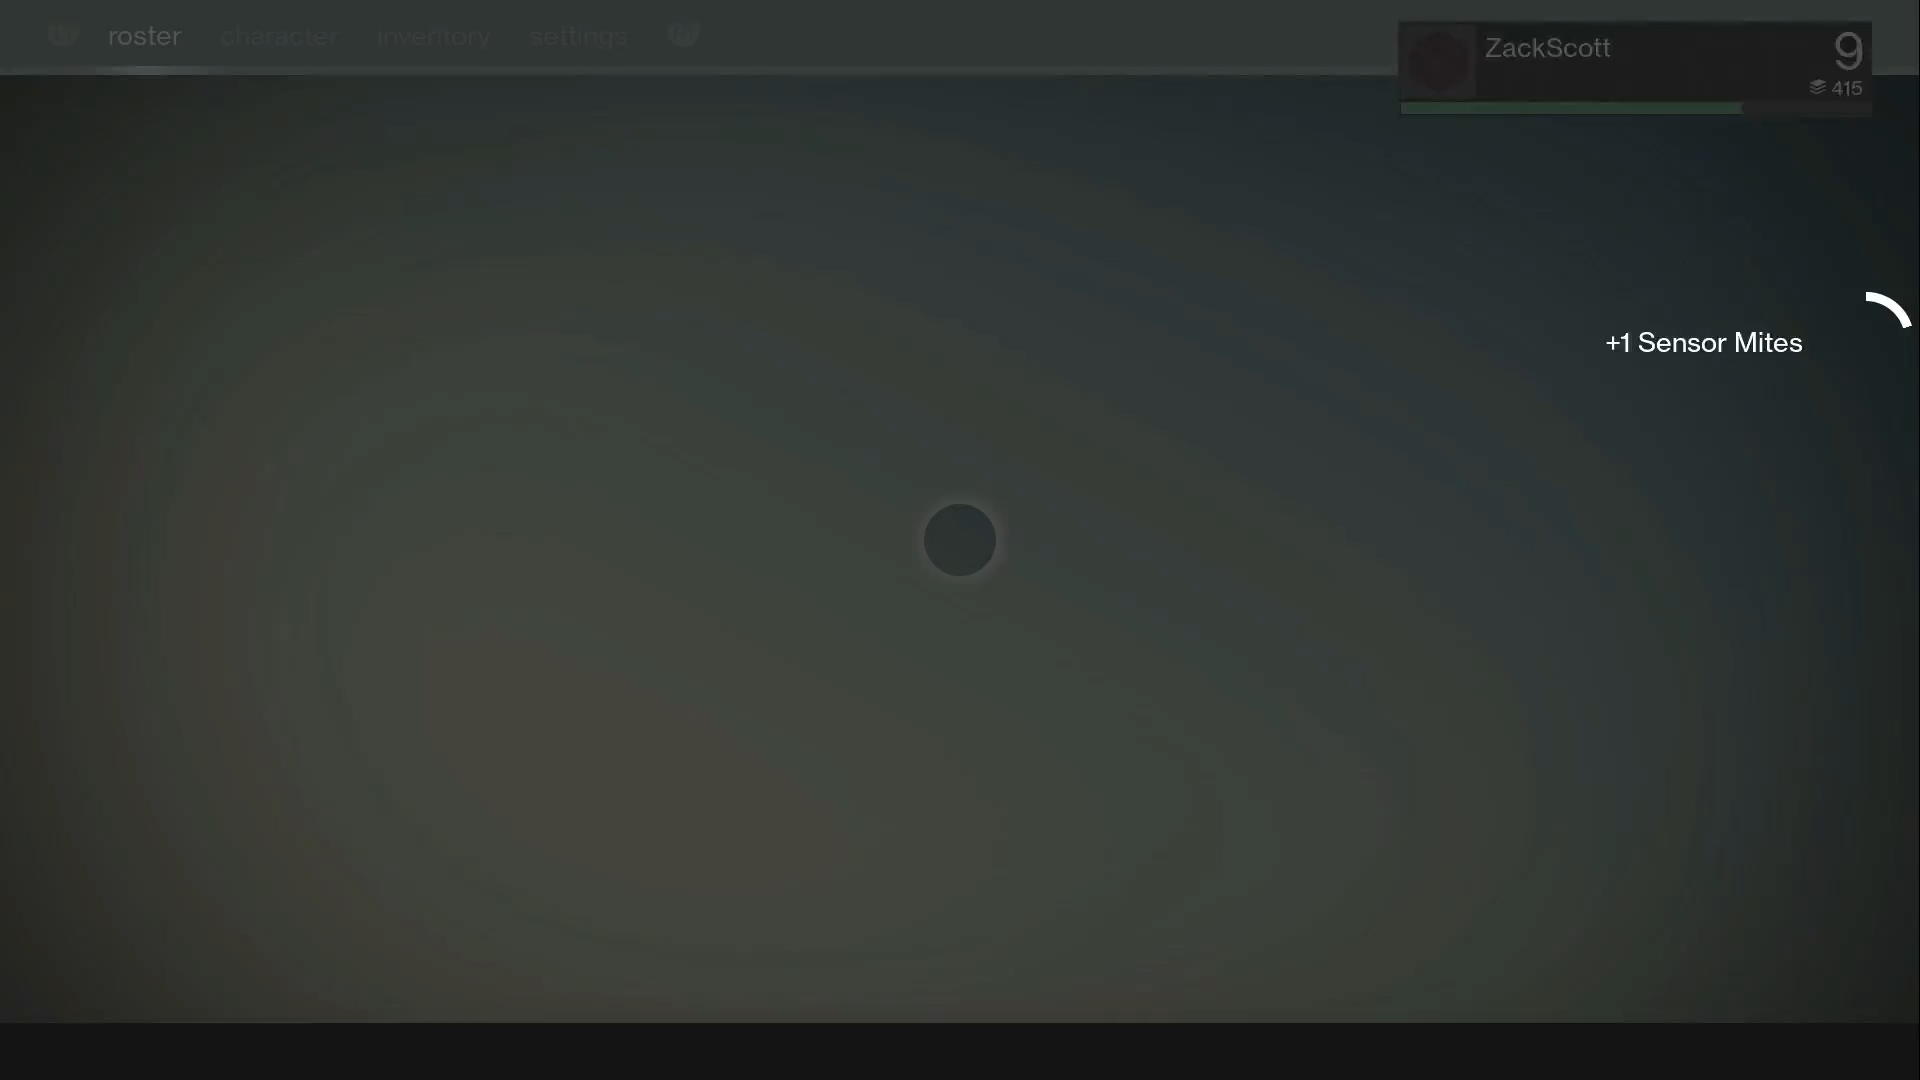 roster character inventory settings
ZackScott 9
415
+1 Sensor Mites